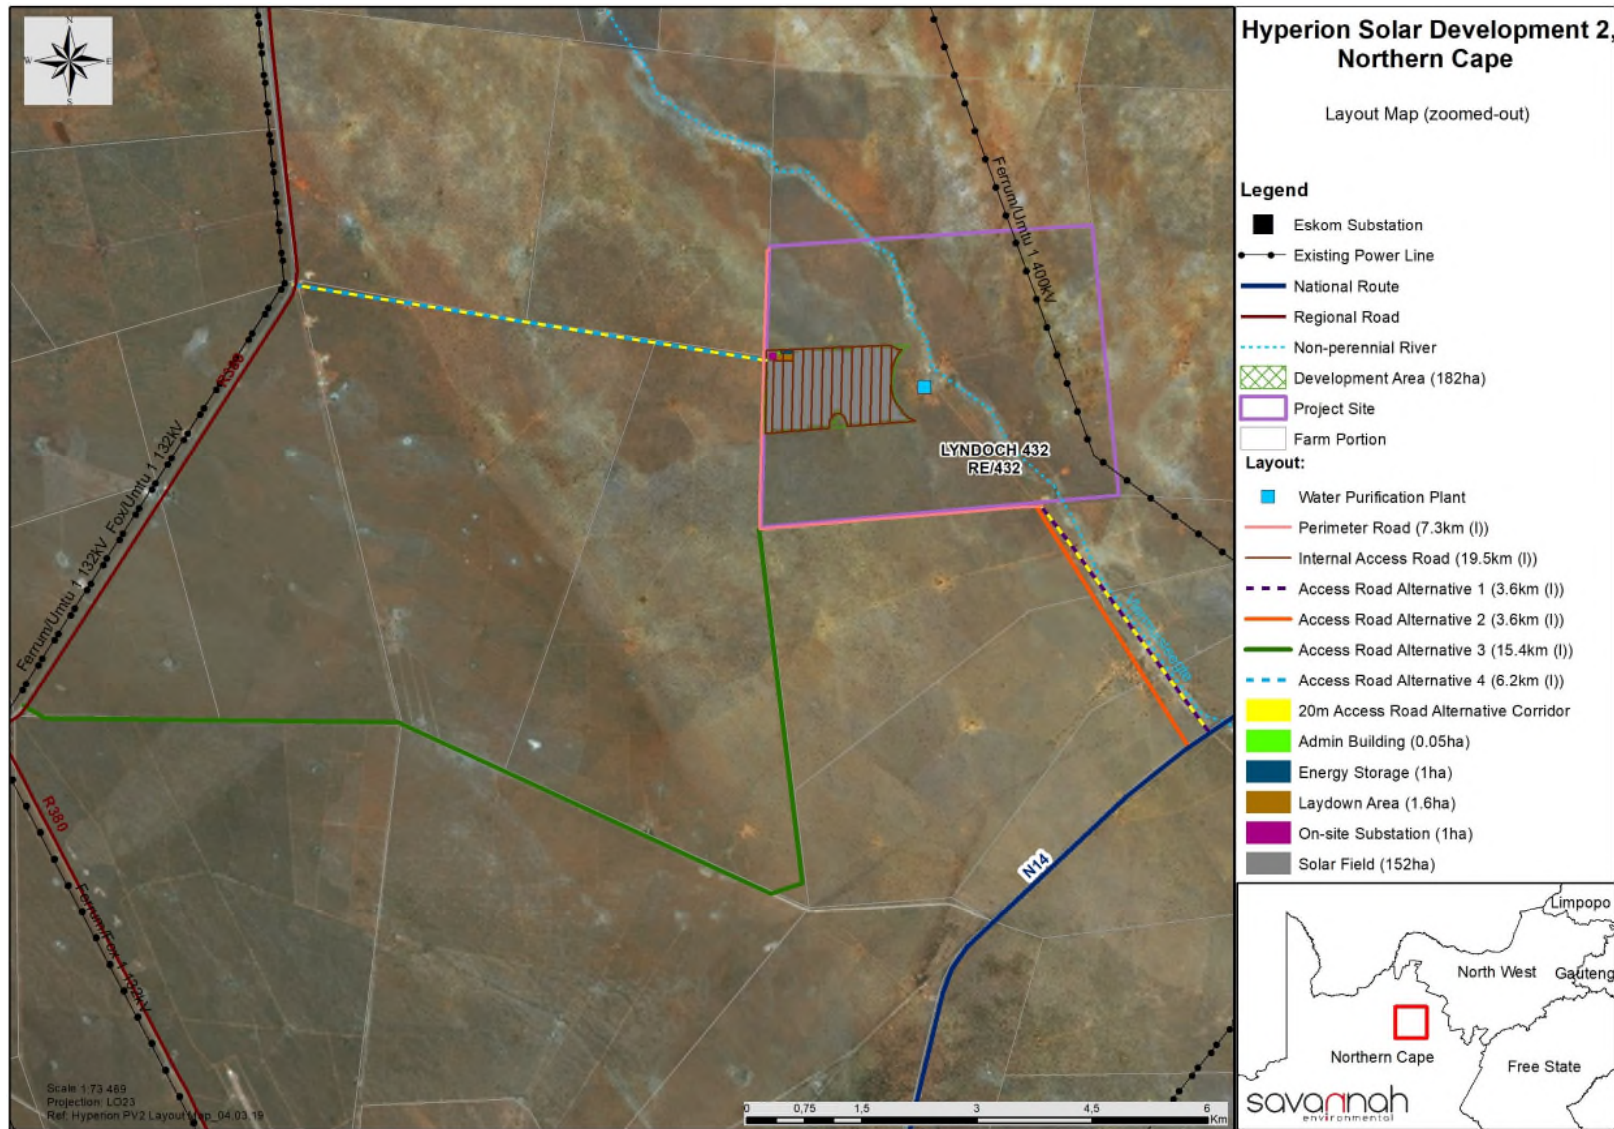 N
W
E
S
Ferrum/Umtu 1 400kV
R380
Ferrum/Umtu 1 132kV
Fox/Umtu 1 132kV
LYNDOCH 432
RE/432
R380
Ferrum/Fox 1 132kV
N14
Scale 1:73 489
Projection: LO23
Ref: Hyperion PV2 Layout Map_04.03.19
0 0,75 1,5 3 4,5 6
Km
Hyperion Solar Development 2,
Northern Cape
Layout Map (zoomed-out)
Legend
Eskom Substation
Existing Power Line
National Route
Regional Road
Non-perennial River
Development Area (182ha)
Project Site
Farm Portion
Layout:
Water Purification Plant
Perimeter Road (7.3km (l))
Internal Access Road (19.5km (l))
Access Road Alternative 1 (3.6km (l))
Access Road Alternative 2 (3.6km (l))
Access Road Alternative 3 (15.4km (l))
Access Road Alternative 4 (6.2km (l))
20m Access Road Alternative Corridor
Admin Building (0.05ha)
Energy Storage (1ha)
Laydown Area (1.6ha)
On-site Substation (1ha)
Solar Field (152ha)
Limpopo
North West
Gauteng
Northern Cape
Free State
savannah
environmental